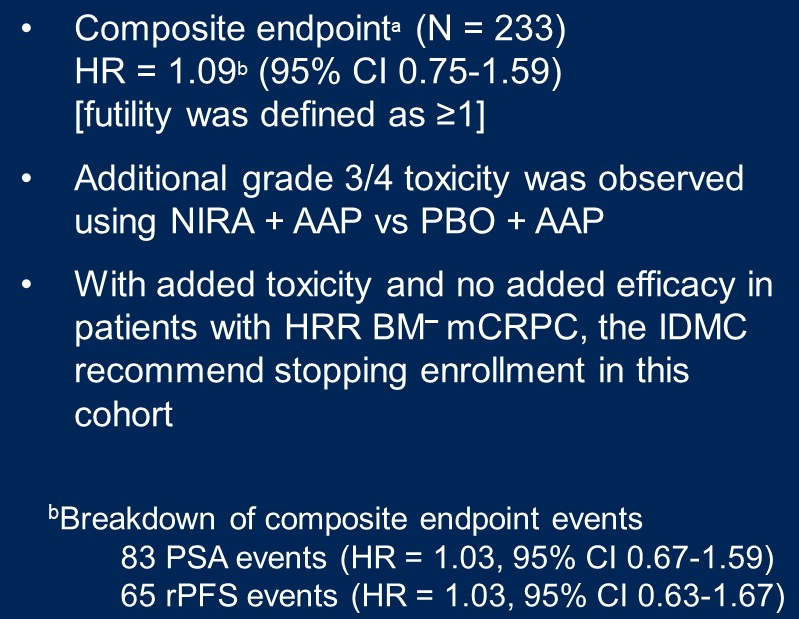 • Composite endpointᵃ (N = 233)
HR = 1.09ᵇ (95% CI 0.75-1.59)
[futility was defined as ≥1]
• Additional grade 3/4 toxicity was observed
using NIRA + AAP vs PBO + AAP
• With added toxicity and no added efficacy in
patients with HRR BM⁻ mCRPC, the IDMC
recommend stopping enrollment in this
cohort
ᵇBreakdown of composite endpoint events
83 PSA events (HR = 1.03, 95% CI 0.67-1.59)
65 rPFS events (HR = 1.03, 95% CI 0.63-1.67)